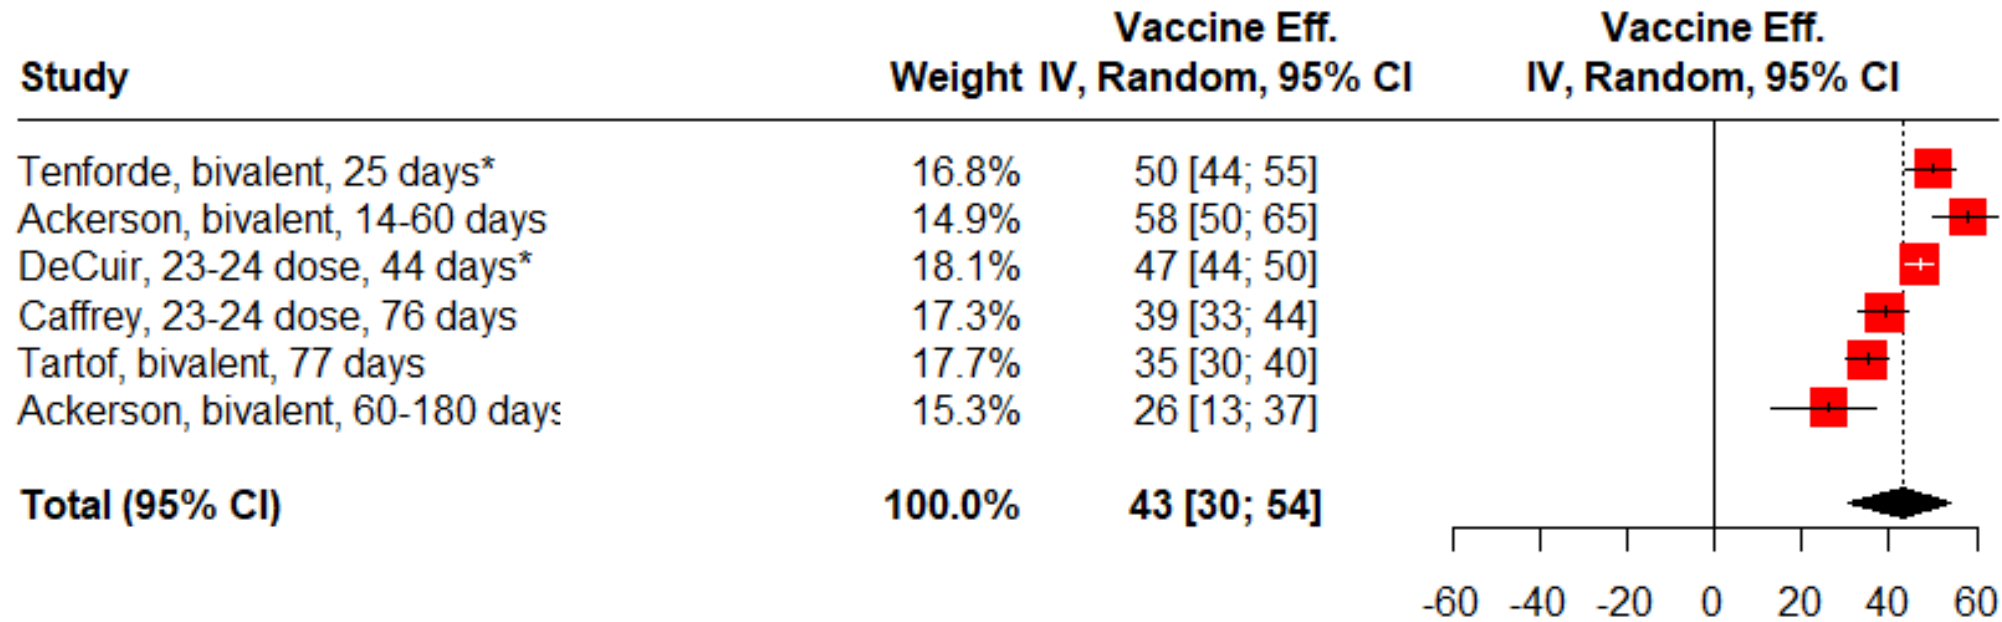 Vaccine Eff. Vaccine Eff.
Study Weight IV, Random, 95% CI IV, Random, 95% CI
Tenforde, bivalent, 25 days* 16.8% 50 [44; 55]
Ackerson, bivalent, 14-60 days 14.9% 58 [50; 65]
DeCuir, 23-24 dose, 44 days* 18.1% 47 [44; 50]
Caffrey, 23-24 dose, 76 days 17.3% 39 [33; 44]
Tartof, bivalent, 77 days 17.7% 35 [30; 40]
Ackerson, bivalent, 60-180 days 15.3% 26 [13; 37]
Total (95% CI) 100.0% 43 [30; 54]
-60 -40 -20 0 20 40 60